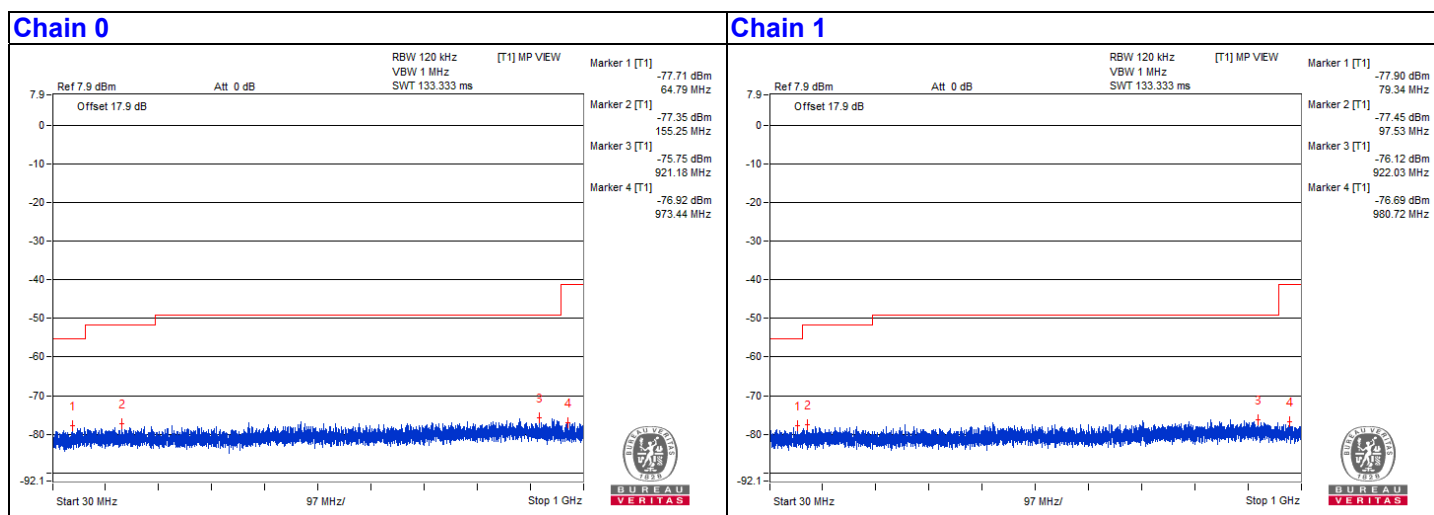 Chain 0
RBW 120 kHz [T1] MP VIEW
VBW 1 MHz
Ref 7.9 dBm Att 0 dB SWT 133.333 ms
Marker 1 [T1]
-77.71 dBm
64.79 MHz
Marker 2 [T1]
-77.35 dBm
155.25 MHz
Marker 3 [T1]
-75.75 dBm
921.18 MHz
Marker 4 [T1]
-76.92 dBm
973.44 MHz
7.9
Offset 17.9 dB
0
-10
-20
-30
-40
-50
-60
-70
-80
-92.1
1
2
3
4
Start 30 MHz 97 MHz/ Stop 1 GHz
BUREAU VERITAS
1828
BUREAU
VERITAS
Chain 1
RBW 120 kHz [T1] MP VIEW
VBW 1 MHz
Ref 7.9 dBm Att 0 dB SWT 133.333 ms
Marker 1 [T1]
-77.90 dBm
79.34 MHz
Marker 2 [T1]
-77.45 dBm
97.53 MHz
Marker 3 [T1]
-76.12 dBm
922.03 MHz
Marker 4 [T1]
-76.69 dBm
980.72 MHz
7.9
Offset 17.9 dB
0
-10
-20
-30
-40
-50
-60
-70
-80
-92.1
1 2
3
4
Start 30 MHz 97 MHz/ Stop 1 GHz
BUREAU VERITAS
1828
BUREAU
VERITAS